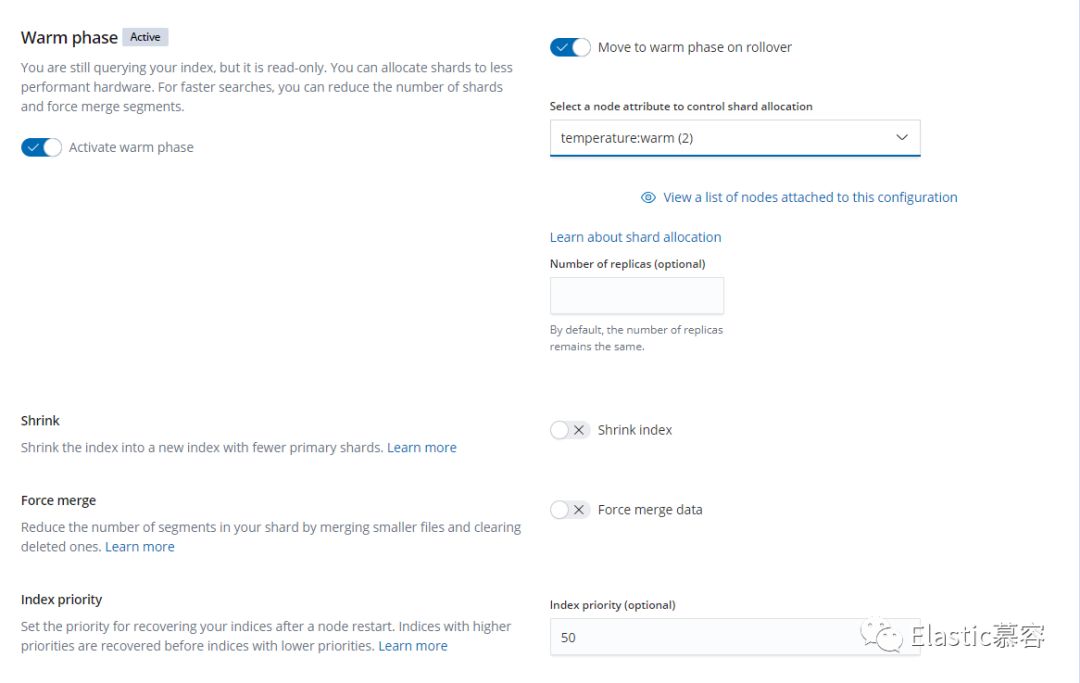 Warm phase Active
You are still querying your index, but it is read-only. You can allocate shards to less
performant hardware. For faster searches, you can reduce the number of shards
and force merge segments.
Activate warm phase
Move to warm phase on rollover
Select a node attribute to control shard allocation
temperature:warm (2)
View a list of nodes attached to this configuration
Learn about shard allocation
Number of replicas (optional)
By default, the number of replicas
remains the same.
Shrink
Shrink the index into a new index with fewer primary shards. Learn more
Shrink index
Force merge
Reduce the number of segments in your shard by merging smaller files and clearing
deleted ones. Learn more
Force merge data
Index priority
Set the priority for recovering your indices after a node restart. Indices with higher
priorities are recovered before indices with lower priorities. Learn more
Index priority (optional)
50
Elastic慕容